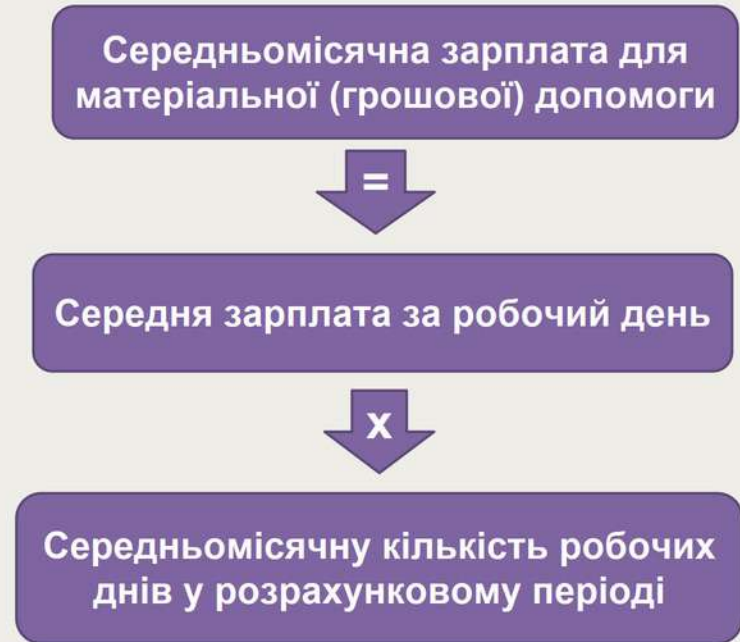 Середньомісячна зарплата для
матеріальної (грошової) допомоги
=
Середня зарплата за робочий день
х
Середньомісячну кількість робочих
днів у розрахунковому періоді